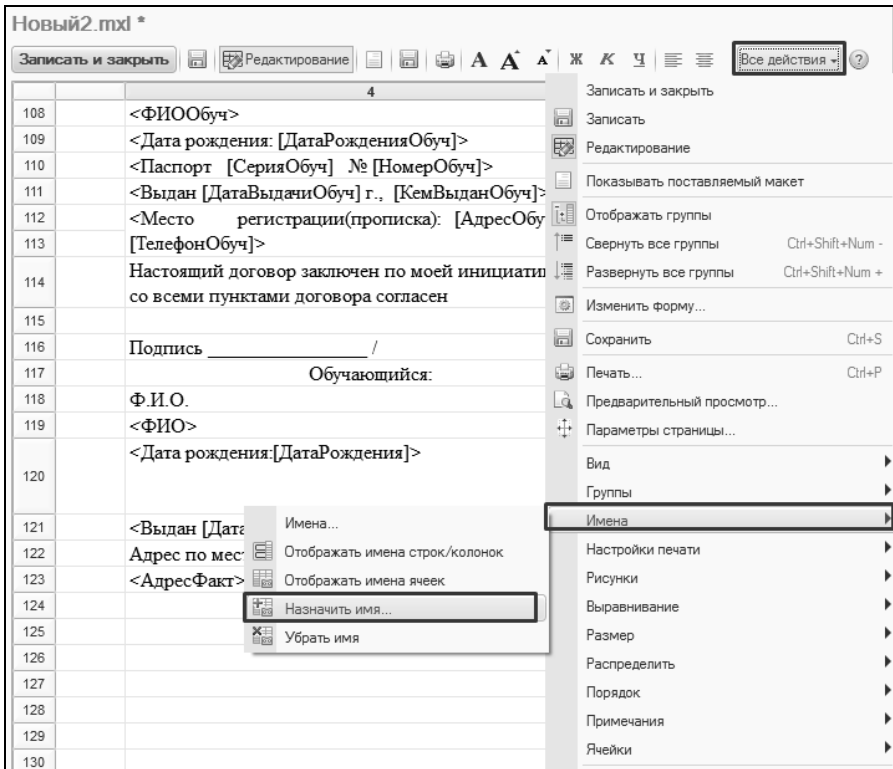 Новый2.mxl *
Записать и закрыть Редактирование А А А Ж К Ч Все действия ?
4
108 <ФИООбуч>
109 <Дата рождения: [ДатаРожденияОбуч]>
110 <Паспорт [СерияОбуч] № [НомерОбуч]>
111 <Выдан [ДатаВыдачиОбуч] г., [КемВыданОбуч]>
112 <Место регистрации(прописка): [АдресОбу
113 [ТелефонОбуч]>
114 Настоящий договор заключен по моей инициати
со всеми пунктами договора согласен
115
116 Подпись _________________ /
117 Обучающийся:
118 Ф.И.О.
119 <ФИО>
120 <Дата рождения:[ДатаРождения]>
121 <Выдан [Дата
122 Адрес по мес
123 <АдресФакт>
124
125
126
127
128
129
130
Записать и закрыть
Записать
Редактирование
Показывать поставляемый макет
Отображать группы
Свернуть все группы Ctrl+Shift+Num -
Развернуть все группы Ctrl+Shift+Num +
Изменить форму...
Сохранить Ctrl+S
Печать... Ctrl+P
Предварительный просмотр...
Параметры страницы...
Вид
Группы
Имена
Настройки печати
Рисунки
Выравнивание
Размер
Распределить
Порядок
Примечания
Ячейки
Имена...
Отображать имена строк/колонок
Отображать имена ячеек
Назначить имя...
Убрать имя